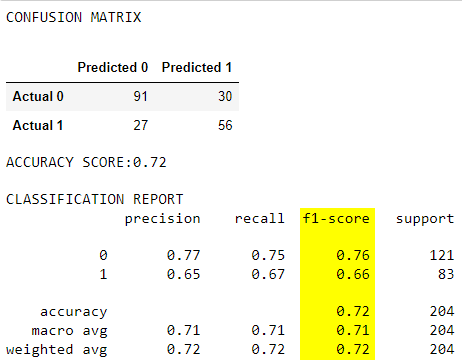 CONFUSION MATRIX
Predicted 0 Predicted 1
Actual 0 91 30
Actual 1 27 56
ACCURACY SCORE:0.72
CLASSIFICATION REPORT
precision recall f1-score support
0 0.77 0.75 0.76 121
1 0.65 0.67 0.66 83
accuracy 0.72 204
macro avg 0.71 0.71 0.71 204
weighted avg 0.72 0.72 0.72 204